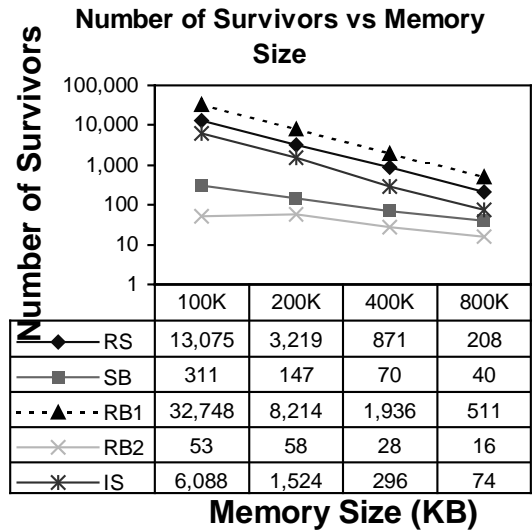 Number of Survivors vs Memory
Size
Number of Survivors
100,000
10,000
1,000
100
10
1
100K 200K 400K 800K
RS 13,075 3,219 871 208
SB 311 147 70 40
RB1 32,748 8,214 1,936 511
RB2 53 58 28 16
IS 6,088 1,524 296 74
Memory Size (KB)